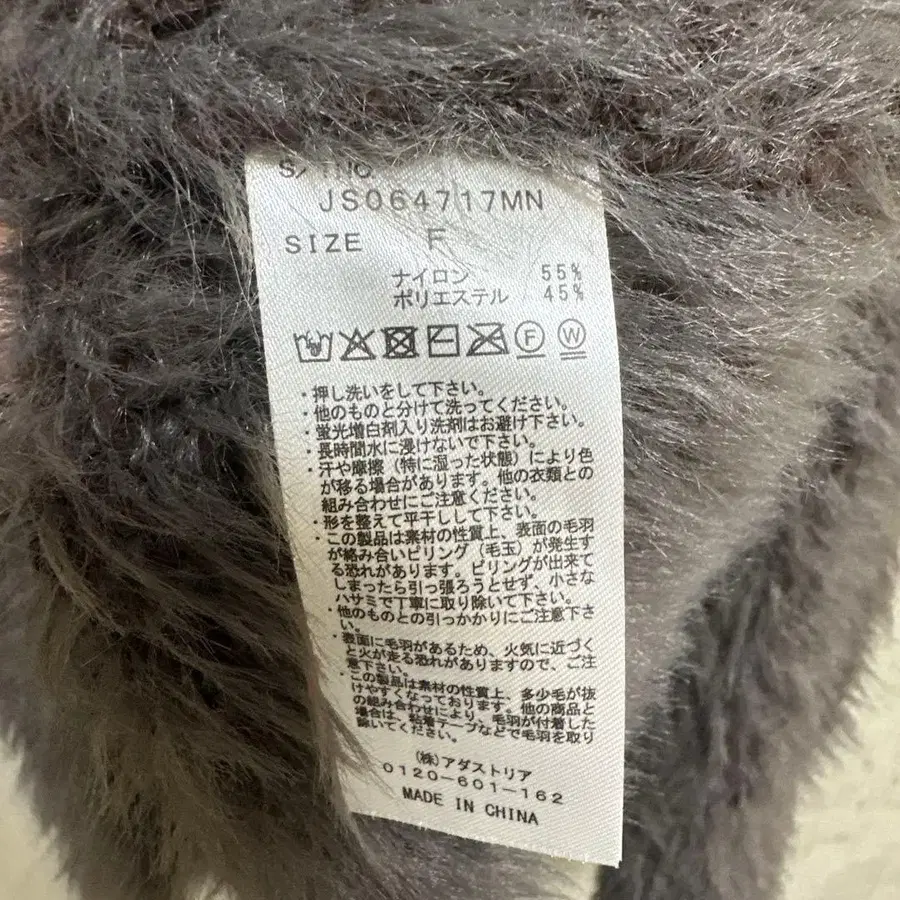 JS064717MN
SIZE F
ナイロン 55%
ポリエステル 45%
F W
・押し洗いをして下さい。
・他のものと分けて洗ってください。
・蛍光増白剤入り洗剤はお避け下さい。
・長時間水に浸けないで下さい。
・汗や摩擦（特に湿った状態）により色
が移る場合があります。他の衣類との
組み合わせにご注意ください。
・形を整えて平干しして下さい。
・この製品は素材の性質上、表面の毛羽
が絡み合いピリング（毛玉）が発生す
る恐れがあります。ピリングが出来て
しまったら引っ張ろうとせず、小さな
ハサミで丁寧に取り除いて下さい。
・他のものとの引っかかりにご注意下さ
い。
・表面に毛羽があるため、火気に近づく
と火が走る恐れがありますので、ご注
意下さい。
・この製品は素材の性質上、多少毛が抜
けやすくなっております。他の商品と
の組み合わせにより、毛羽が付着した
場合は、粘着テープなどで毛羽を取り
除いてください。
(株)アダストリア
0120-601-162
MADE IN CHINA